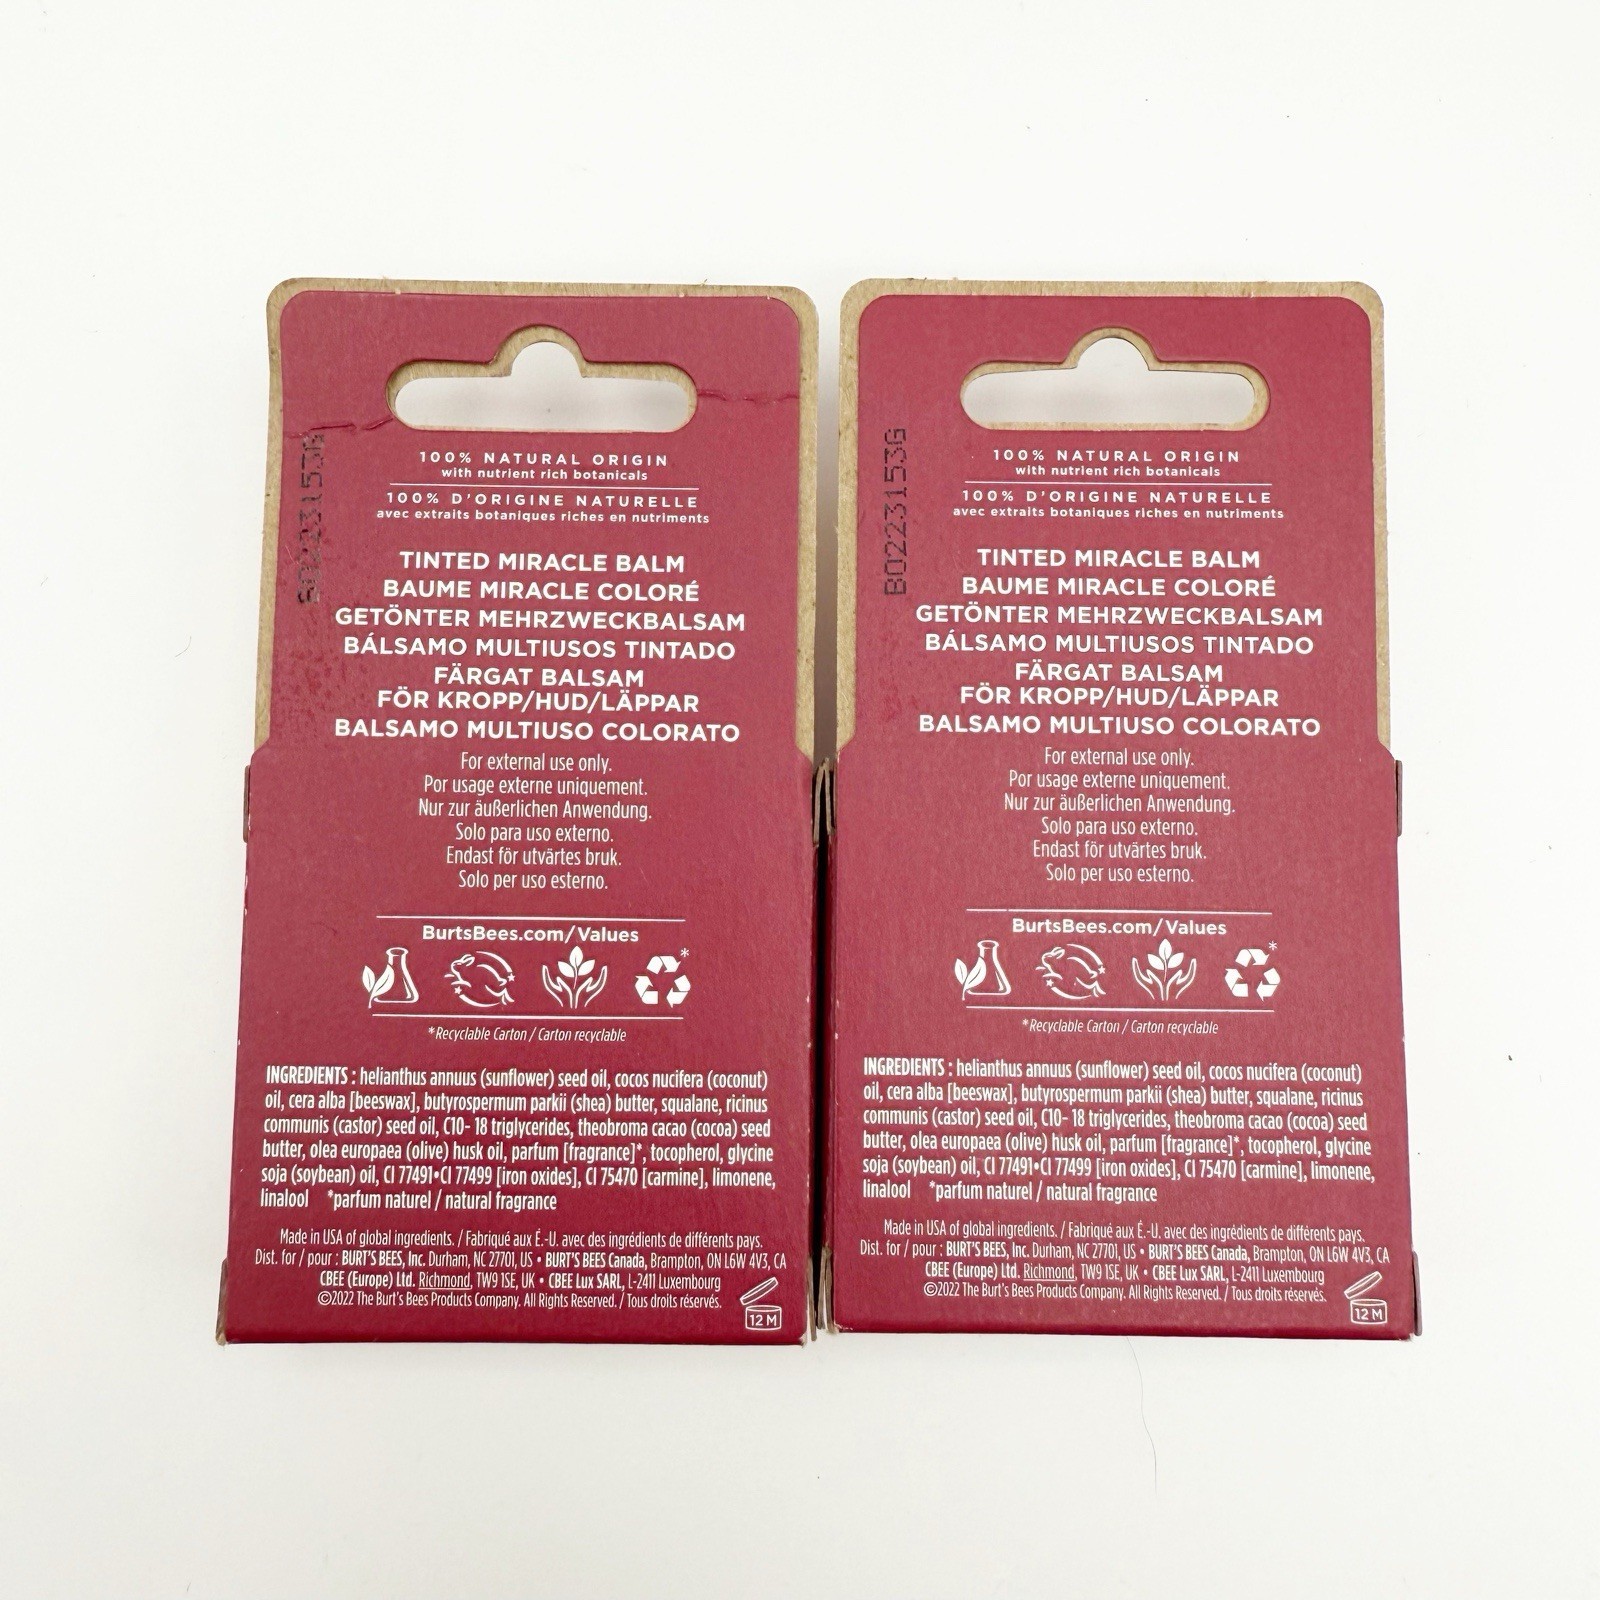 B0223153G
100% NATURAL ORIGIN
with nutrient rich botanicals
100% D'ORIGINE NATURELLE
avec extraits botaniques riches en nutriments
TINTED MIRACLE BALM
BAUME MIRACLE COLORÉ
GETÖNTER MEHRZWECKBALSAM
BÁLSAMO MULTIUSOS TINTADO
FÄRGAT BALSAM
FÖR KROPP/HUD/LÄPPAR
BALSAMO MULTIUSO COLORATO
For external use only.
Por usage externe uniquement.
Nur zur äußerlichen Anwendung.
Solo para uso externo.
Endast för utvärtes bruk.
Solo per uso esterno.
BurtsBees.com/Values
*
*Recyclable Carton / Carton recyclable
INGREDIENTS : helianthus annuus (sunflower) seed oil, cocos nucifera (coconut)
oil, cera alba [beeswax], butyrospermum parkii (shea) butter, squalane, ricinus
communis (castor) seed oil, C10- 18 triglycerides, theobroma cacao (cocoa) seed
butter, olea europaea (olive) husk oil, parfum [fragrance]*, tocopherol, glycine
soja (soybean) oil, CI 77491•CI 77499 [iron oxides], CI 75470 [carmine], limonene,
linalool *parfum naturel / natural fragrance
Made in USA of global ingredients. / Fabriqué aux É.-U. avec des ingrédients de différents pays.
Dist. for / pour : BURT'S BEES, Inc. Durham, NC 27701, US • BURT'S BEES Canada, Brampton, ON L6W 4V3, CA
CBEE (Europe) Ltd. Richmond, TW9 1SE, UK • CBEE Lux SARL, L-2411 Luxembourg
©2022 The Burt's Bees Products Company. All Rights Reserved. / Tous droits réservés.
12 M
B0223153G
100% NATURAL ORIGIN
with nutrient rich botanicals
100% D'ORIGINE NATURELLE
avec extraits botaniques riches en nutriments
TINTED MIRACLE BALM
BAUME MIRACLE COLORÉ
GETÖNTER MEHRZWECKBALSAM
BÁLSAMO MULTIUSOS TINTADO
FÄRGAT BALSAM
FÖR KROPP/HUD/LÄPPAR
BALSAMO MULTIUSO COLORATO
For external use only.
Por usage externe uniquement.
Nur zur äußerlichen Anwendung.
Solo para uso externo.
Endast för utvärtes bruk.
Solo per uso esterno.
BurtsBees.com/Values
*
*Recyclable Carton / Carton recyclable
INGREDIENTS : helianthus annuus (sunflower) seed oil, cocos nucifera (coconut)
oil, cera alba [beeswax], butyrospermum parkii (shea) butter, squalane, ricinus
communis (castor) seed oil, C10- 18 triglycerides, theobroma cacao (cocoa) seed
butter, olea europaea (olive) husk oil, parfum [fragrance]*, tocopherol, glycine
soja (soybean) oil, CI 77491•CI 77499 [iron oxides], CI 75470 [carmine], limonene,
linalool *parfum naturel / natural fragrance
Made in USA of global ingredients. / Fabriqué aux É.-U. avec des ingrédients de différents pays.
Dist. for / pour : BURT'S BEES, Inc. Durham, NC 27701, US • BURT'S BEES Canada, Brampton, ON L6W 4V3, CA
CBEE (Europe) Ltd. Richmond, TW9 1SE, UK • CBEE Lux SARL, L-2411 Luxembourg
©2022 The Burt's Bees Products Company. All Rights Reserved. / Tous droits réservés.
12 M